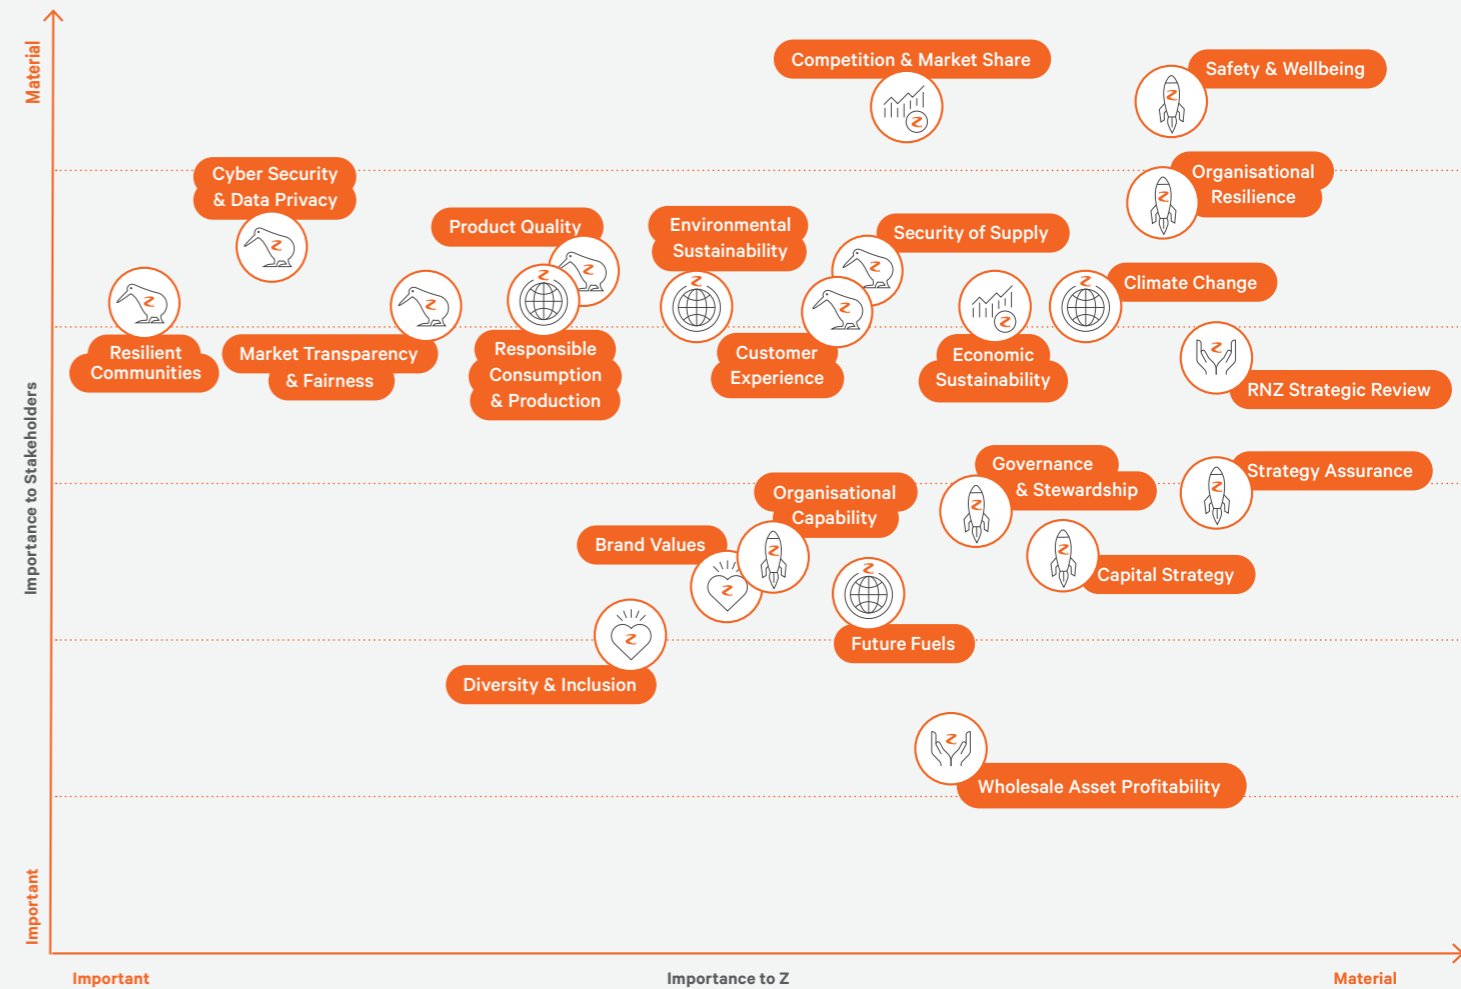 Material
Competition & Market Share
Safety & Wellbeing
Cyber Security
& Data Privacy
Organisational
Resilience
Product Quality
Environmental
Sustainability
Security of Supply
Climate Change
Resilient
Communities
Market Transparency
& Fairness
Responsible
Consumption
& Production
Customer
Experience
Economic
Sustainability
RNZ Strategic Review
Importance to Stakeholders
Governance
& Stewardship
Strategy Assurance
Organisational
Capability
Brand Values
Capital Strategy
Future Fuels
Diversity & Inclusion
Wholesale Asset Profitability
Important
Important
Importance to Z
Material